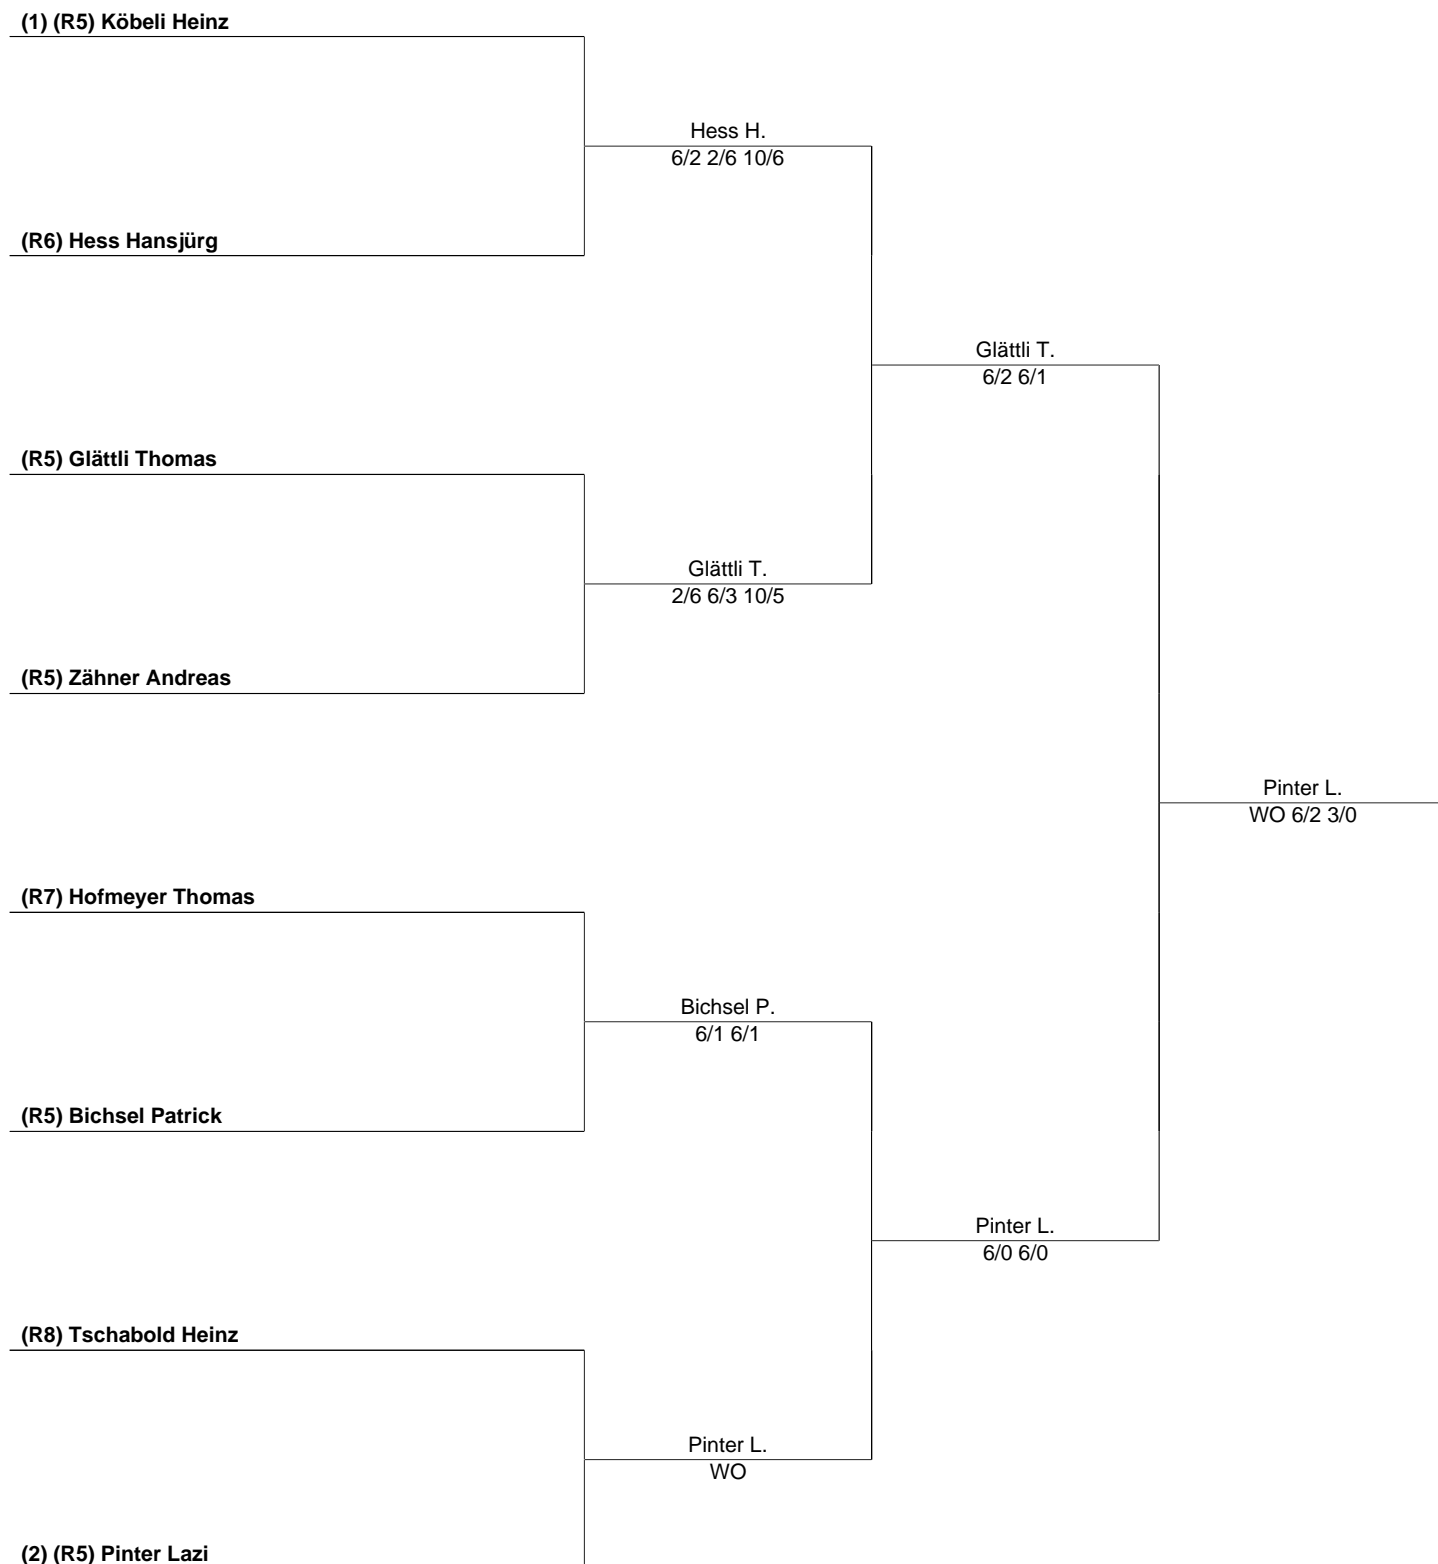 (1) (R5) Köbeli Heinz
Hess H.
6/2 2/6 10/6
(R6) Hess Hansjürg
Glättli T.
6/2 6/1
(R5) Glättli Thomas
Glättli T.
2/6 6/3 10/5
(R5) Zähner Andreas
Pinter L.
WO 6/2 3/0
(R7) Hofmeyer Thomas
Bichsel P.
6/1 6/1
(R5) Bichsel Patrick
Pinter L.
6/0 6/0
(R8) Tschabold Heinz
Pinter L.
WO
(2) (R5) Pinter Lazi